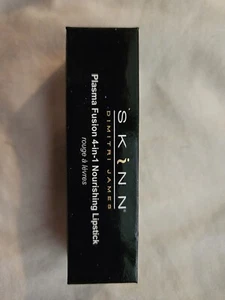 SKINN®
DIMITRI JAMES
Plasma Fusion 4-in-1 Nourishing Lipstick
rouge à lèvres